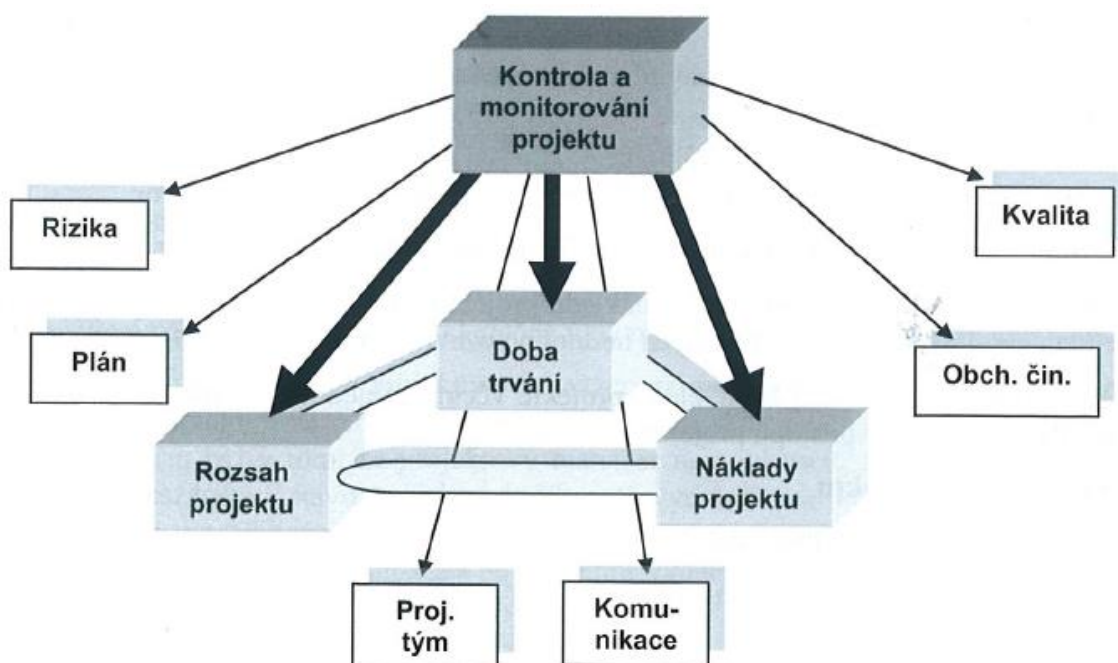 Kontrola a
monitorování
projektu
Rizika
Kvalita
Plán
Doba
trvání
Obch. čin.
Rozsah
projektu
Náklady
projektu
Proj.
tým
Komu-
nikace